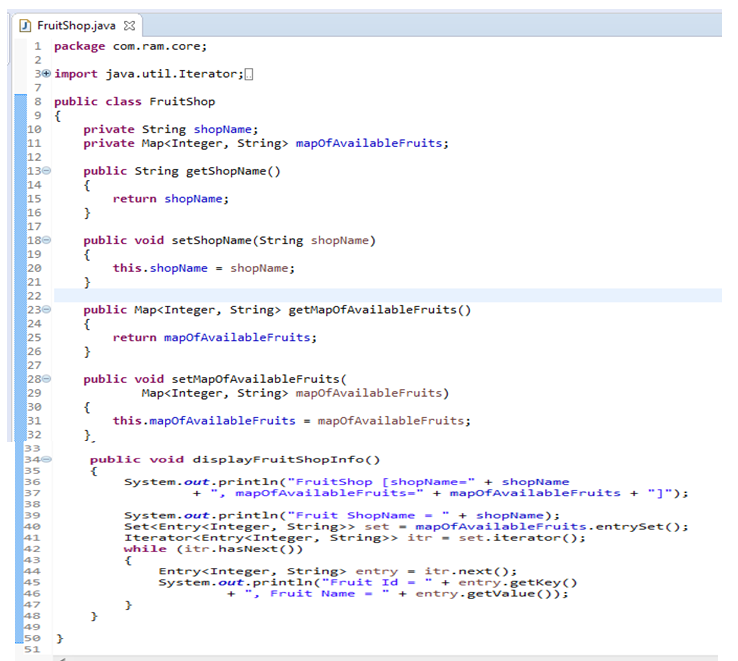 FruitShop.java
1 package com.ram.core;
2
3 import java.util.Iterator;
7
8 public class FruitShop
9 {
10     private String shopName;
11     private Map<Integer, String> mapOfAvailableFruits;
12
13     public String getShopName()
14     {
15         return shopName;
16     }
17
18     public void setShopName(String shopName)
19     {
20         this.shopName = shopName;
21     }
22
23     public Map<Integer, String> getMapOfAvailableFruits()
24     {
25         return mapOfAvailableFruits;
26     }
27
28     public void setMapOfAvailableFruits(
29             Map<Integer, String> mapOfAvailableFruits)
30     {
31         this.mapOfAvailableFruits = mapOfAvailableFruits;
32     }
33
34     public void displayFruitShopInfo()
35     {
36         System.out.println("FruitShop [shopName=" + shopName
37                 + ", mapOfAvailableFruits=" + mapOfAvailableFruits + "]");
38
39         System.out.println("Fruit ShopName = " + shopName);
40         Set<Entry<Integer, String>> set = mapOfAvailableFruits.entrySet();
41         Iterator<Entry<Integer, String>> itr = set.iterator();
42         while (itr.hasNext())
43         {
44             Entry<Integer, String> entry = itr.next();
45             System.out.println("Fruit Id = " + entry.getKey()
46                     + ", Fruit Name = " + entry.getValue());
47         }
48     }
49
50 }
51